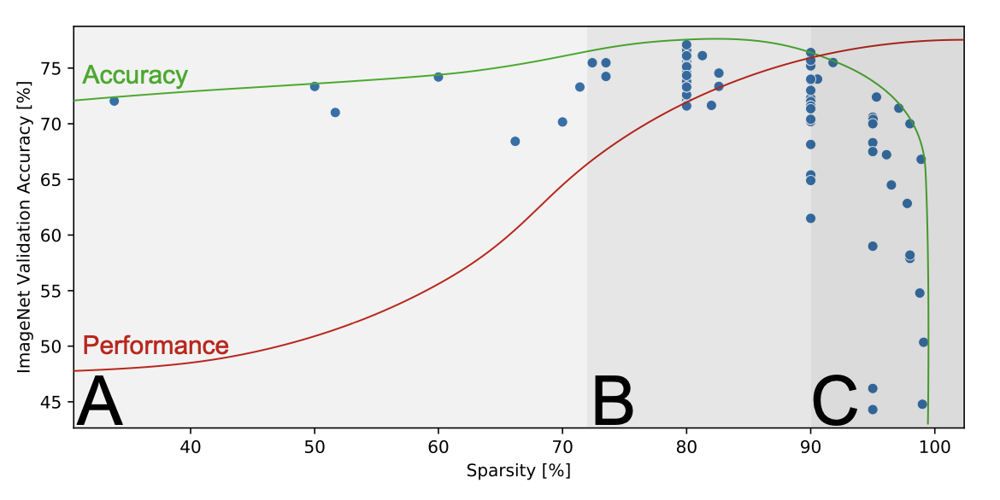 Accuracy
Performance
A
B
C
ImageNet Validation Accuracy [%]
75
70
65
60
55
50
45
40 50 60 70 80 90 100
Sparsity [%]